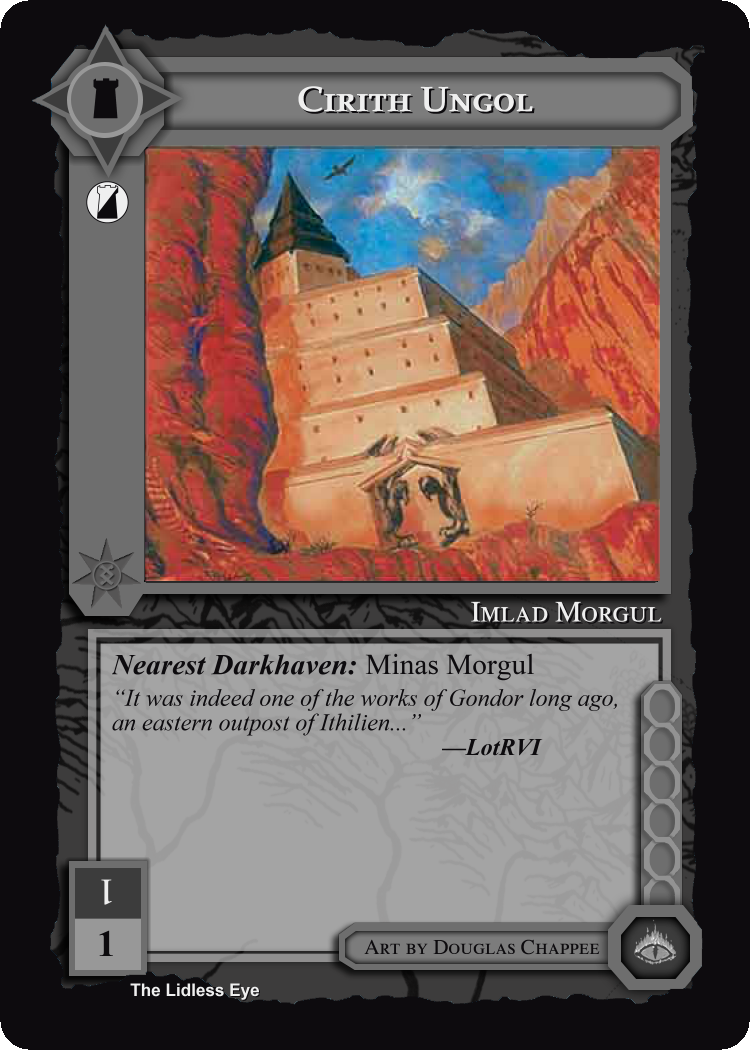 Cirith Ungol
Imlad Morgul
Nearest Darkhaven: Minas Morgul
“It was indeed one of the works of Gondor long ago,
an eastern outpost of Ithilien...”
—LotRVI
1
1
Art by Douglas Chappee
The Lidless Eye